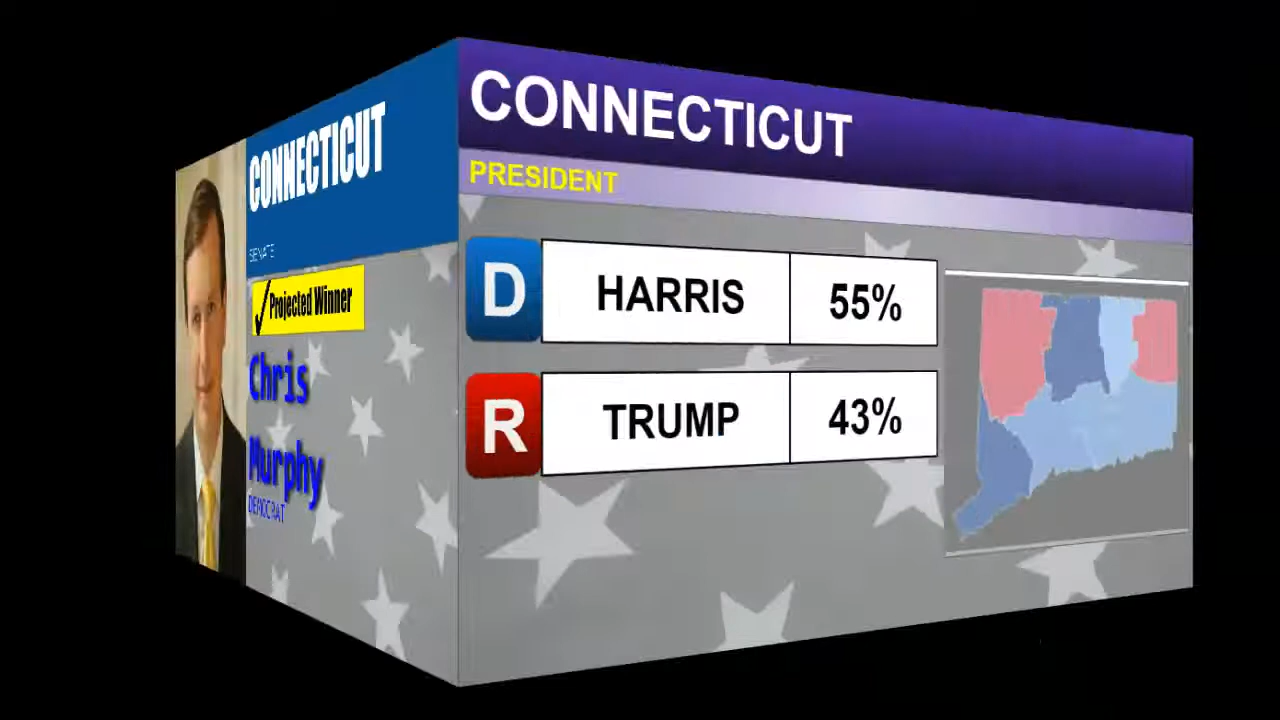 CONNECTICUT
SENATE
✓Projected Winner
Chris
Murphy
DEMOCRAT
CONNECTICUT
PRESIDENT
D HARRIS 55%
R TRUMP 43%